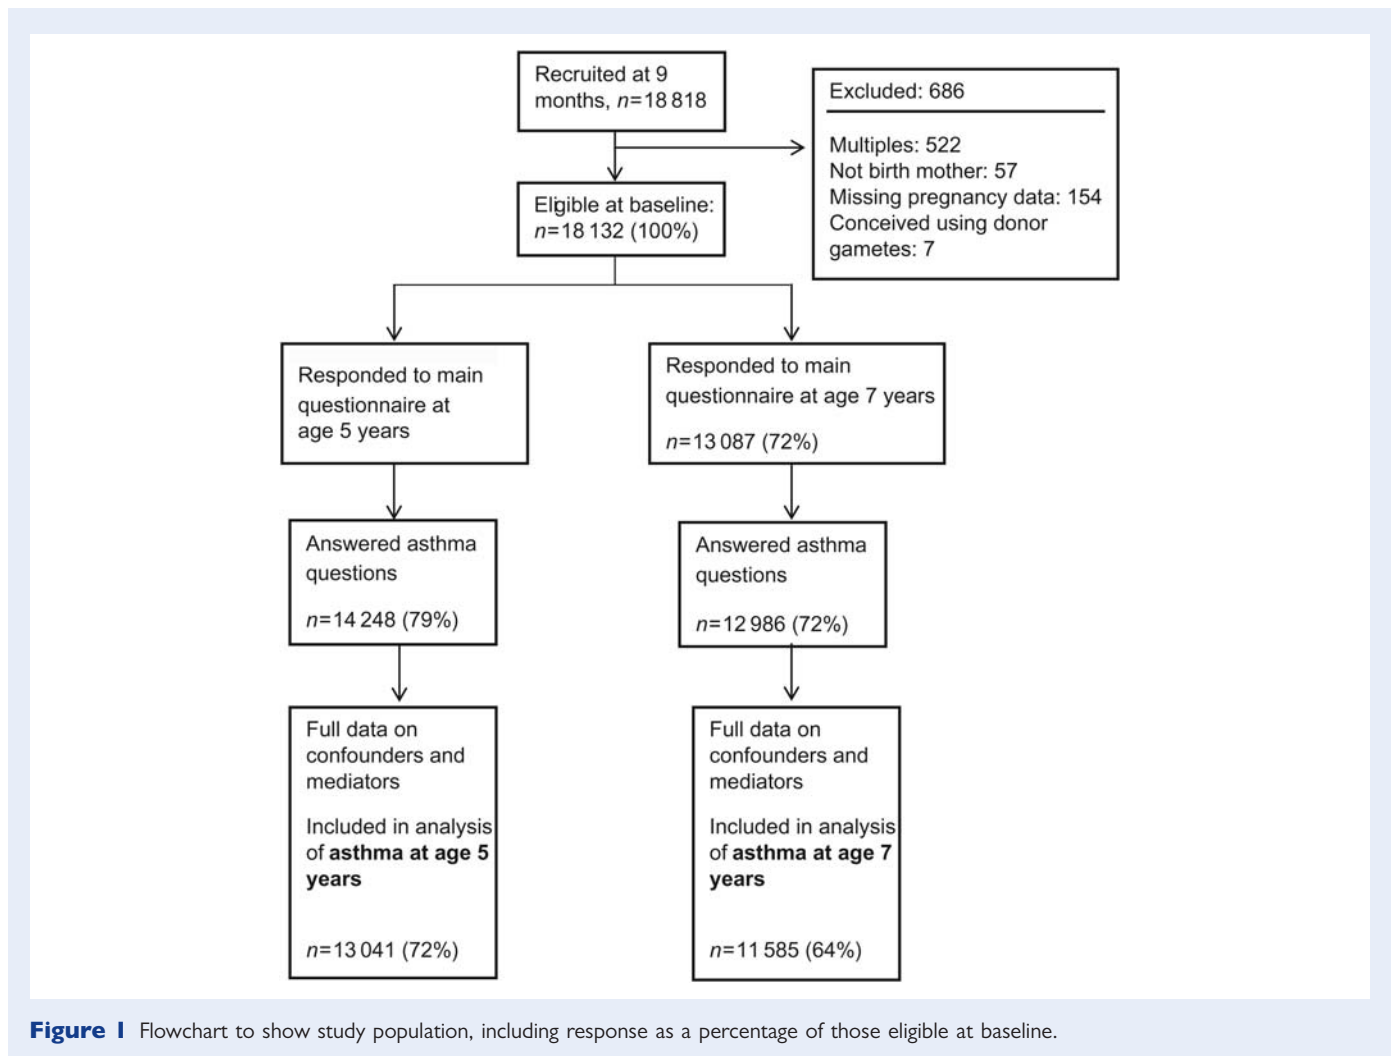 Recruited at 9
months, n=18 818
Excluded: 686
Multiples: 522
Not birth mother: 57
Missing pregnancy data: 154
Conceived using donor
gametes: 7
Eligible at baseline:
n=18 132 (100%)
Responded to main
questionnaire at
age 5 years
Responded to main
questionnaire at age 7 years
n=13 087 (72%)
Answered asthma
questions
n=14 248 (79%)
Answered asthma
questions
n=12 986 (72%)
Full data on
confounders and
mediators
Included in analysis
of asthma at age 5
years
n=13 041 (72%)
Full data on
confounders and
mediators
Included in analysis
of asthma at age 7
years
n=11 585 (64%)
Figure 1 Flowchart to show study population, including response as a percentage of those eligible at baseline.